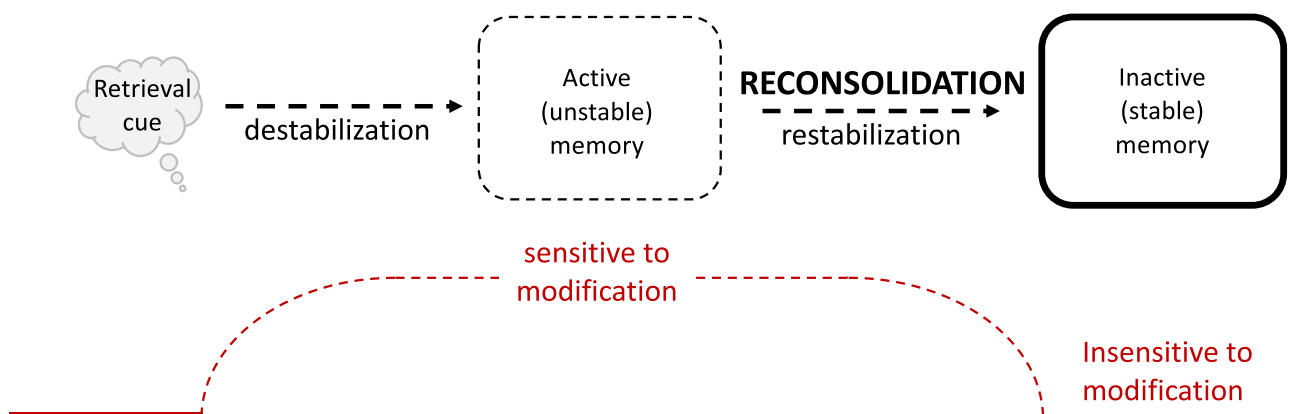 Retrieval
cue
destabilization
Active
(unstable)
memory
RECONSOLIDATION
restabilization
Inactive
(stable)
memory
sensitive to
modification
Insensitive to
modification